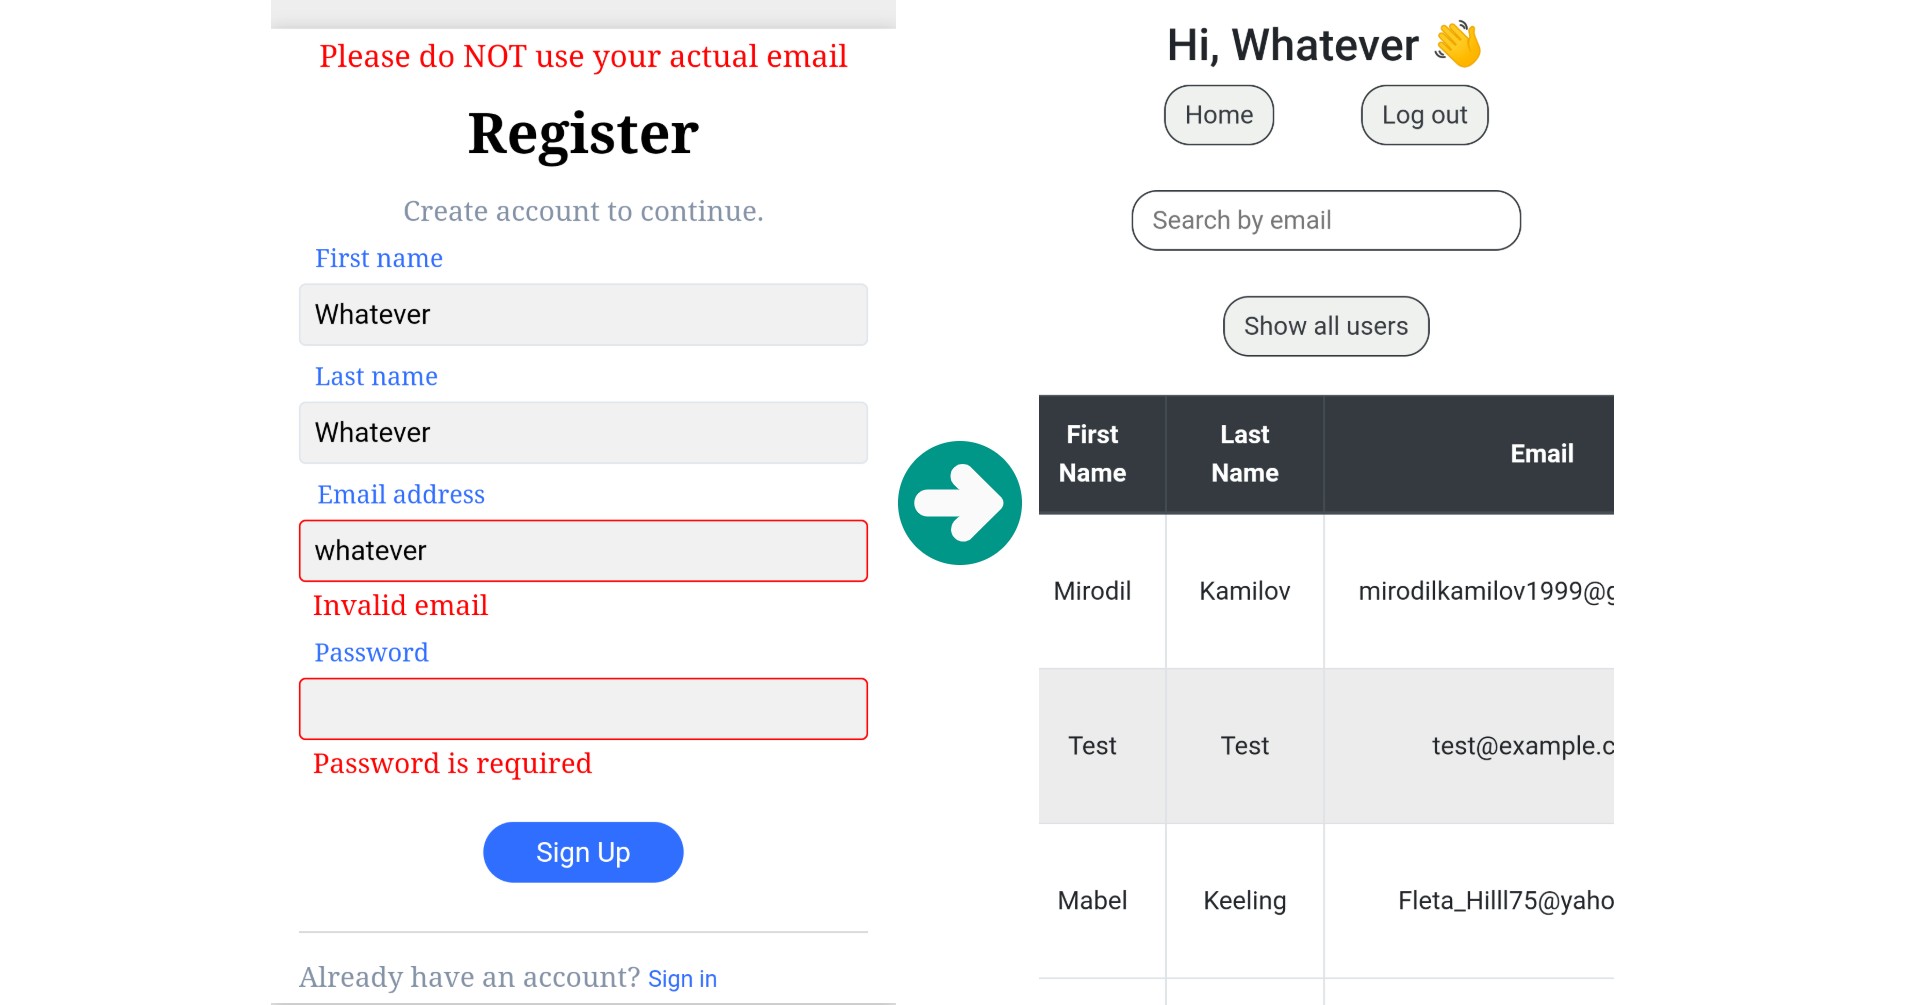 Please do NOT use your actual email
Register
Create account to continue.
First name
Whatever
Last name
Whatever
Email address
whatever
Invalid email
Password
Password is required
Sign Up
Already have an account? Sign in
Hi, Whatever 👋
Home Log out
Search by email
Show all users
First Name Last Name Email
Mirodil Kamilov mirodilkamilov1999@g
Test Test test@example.c
Mabel Keeling Fleta_Hilll75@yaho